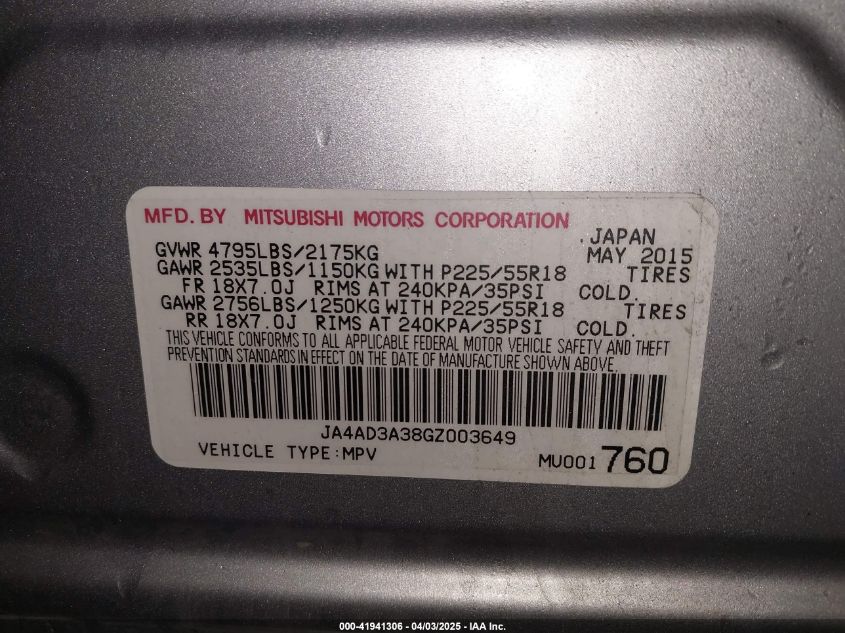 MFD. BY MITSUBISHI MOTORS CORPORATION
JAPAN
GVWR 4795LBS/2175KG MAY 2015
GAWR 2535LBS/1150KG WITH P225/55R18 TIRES
FR 18X7.0J RIMS AT 240KPA/35PSI COLD.
GAWR 2756LBS/1250KG WITH P225/55R18 TIRES
RR 18X7.0J RIMS AT 240KPA/35PSI COLD.
THIS VEHICLE CONFORMS TO ALL APPLICABLE FEDERAL MOTOR VEHICLE SAFETY AND THEFT
PREVENTION STANDARDS IN EFFECT ON THE DATE OF MANUFACTURE SHOWN ABOVE.
JA4AD3A38GZ003649
VEHICLE TYPE:MPV MU001 760
000-41941306 - 04/03/2025 - IAA Inc.